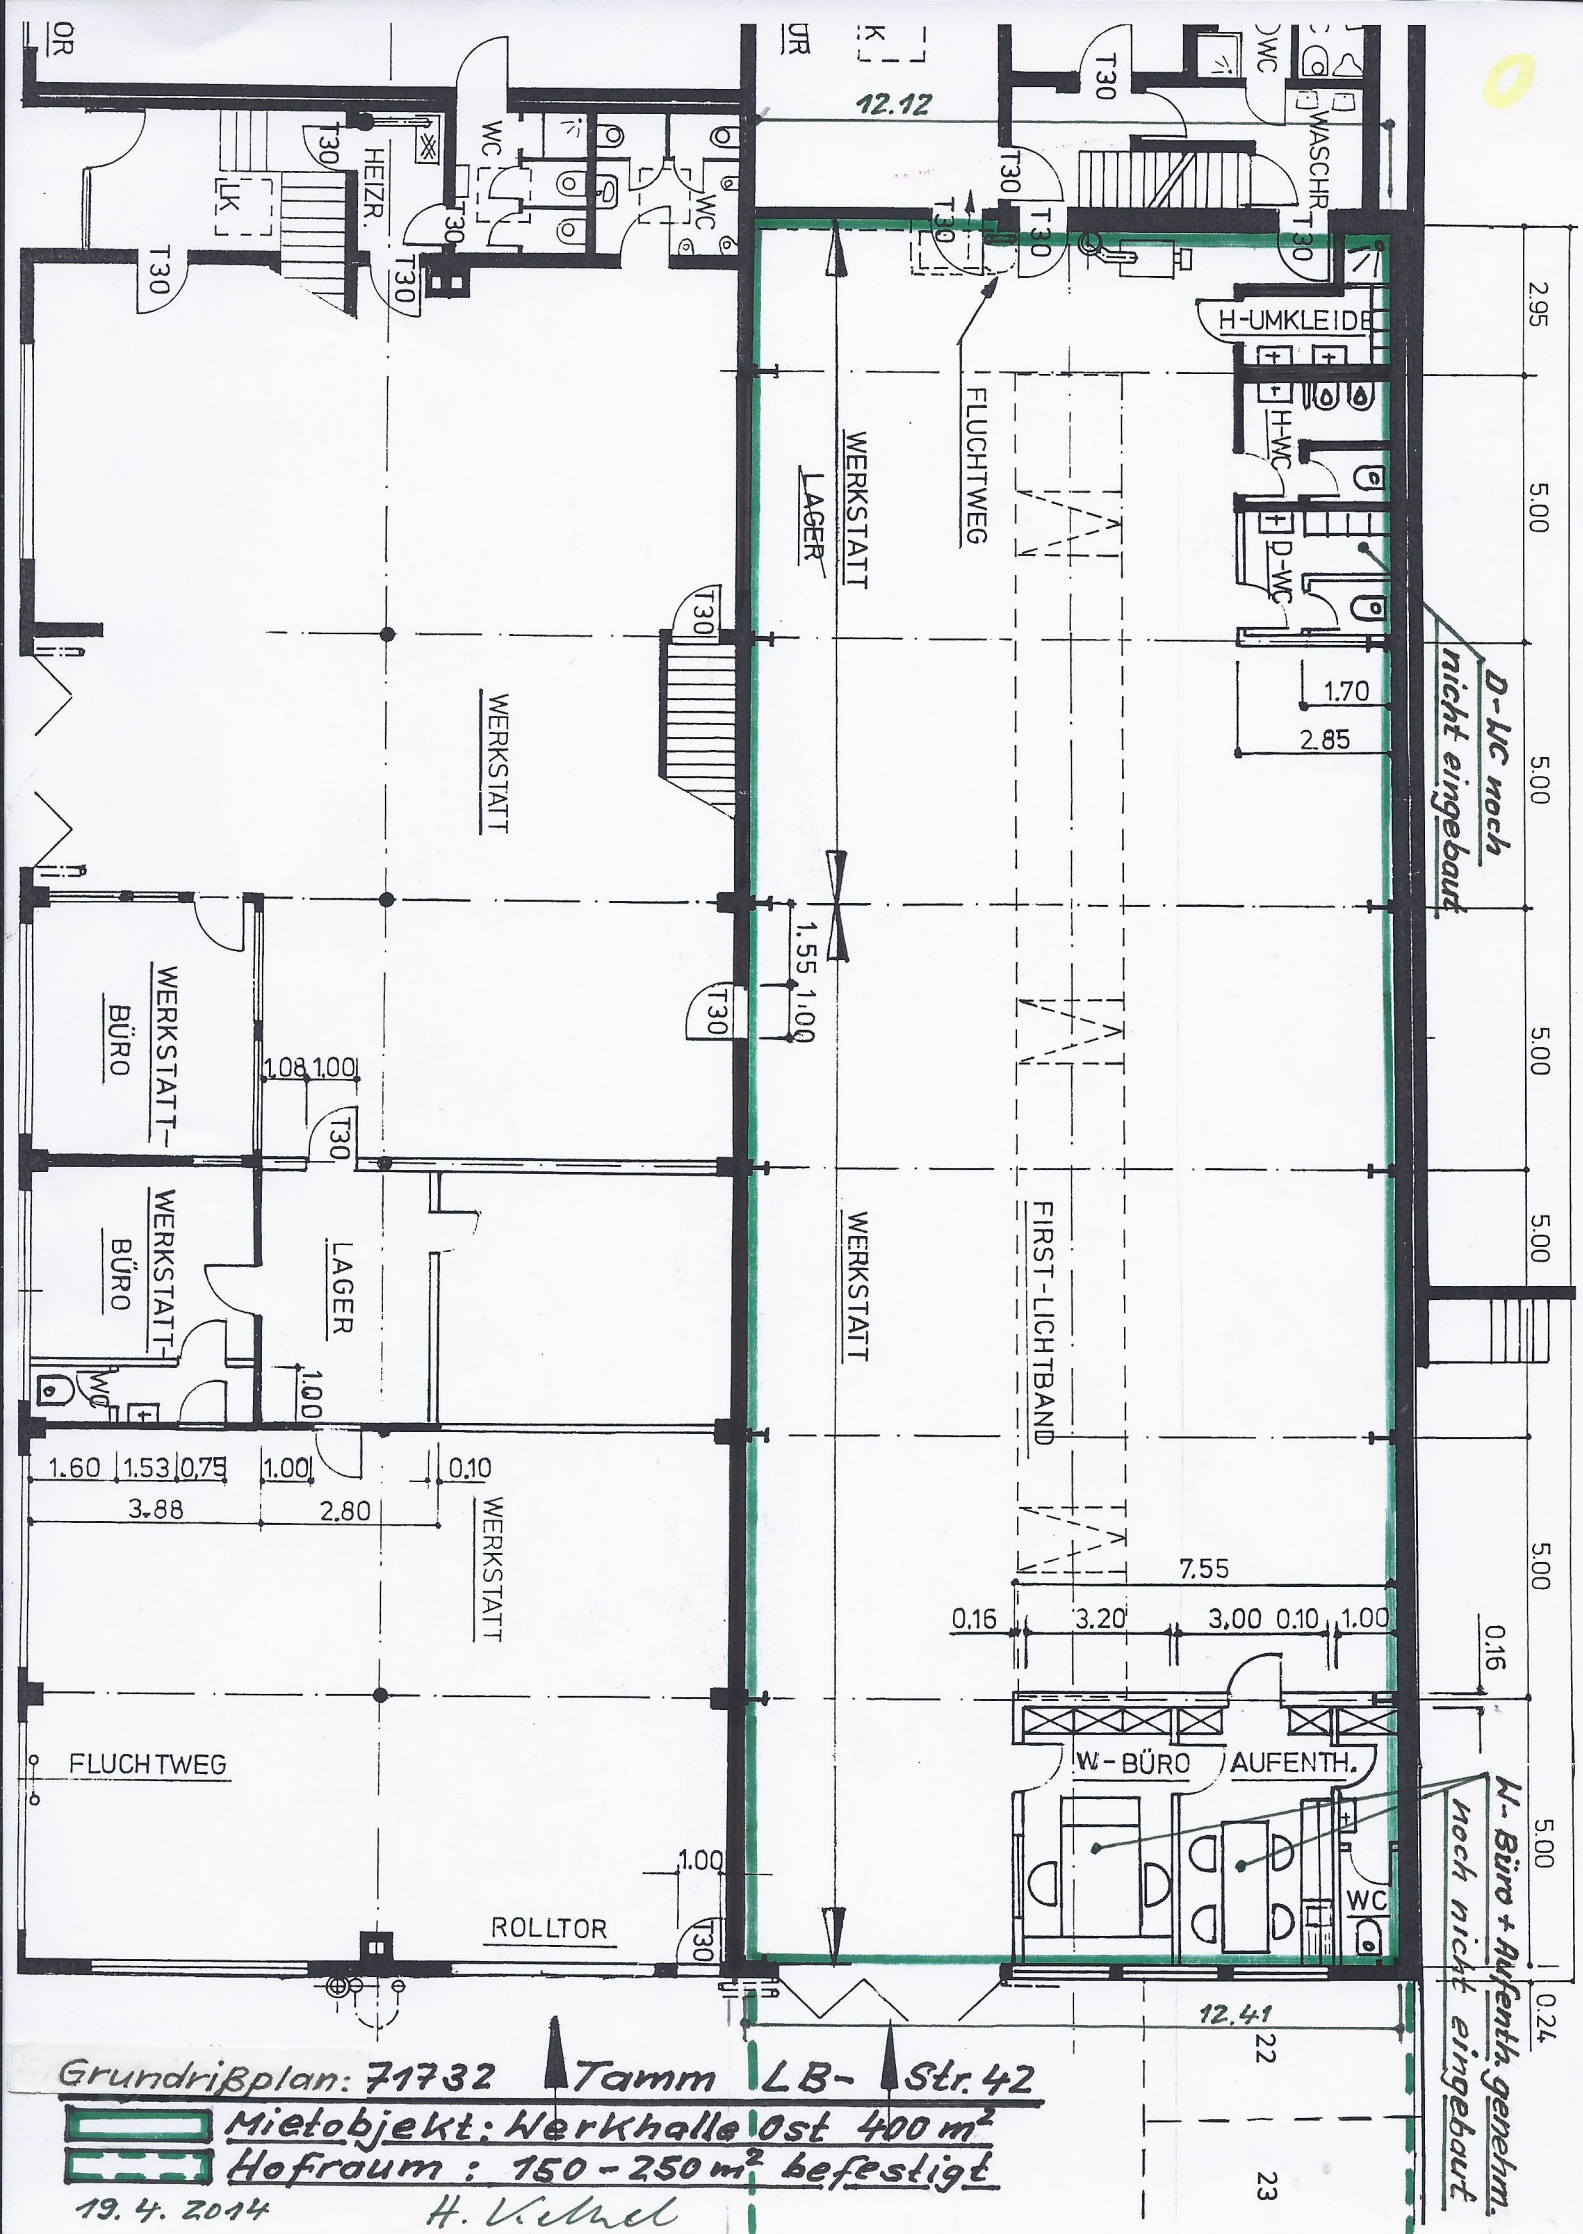 OR
ÜR
K
T30
WC
12.12
WASCHR.
T30
HEIZR.
WC
WC
T30
LK
T30
T30
T30
T30
T30
T30
T30
H-UMKLEIDE
2.95
FLUCHTWEG
WERKSTATT
LAGER
H-WC
D-WC
5.00
T30
1.70
2.85
D-WC noch
nicht eingebaut
WERKSTATT
5.00
1.55
1.00
T30
WERKSTATT-
BÜRO
1.08
1.00
T30
5.00
WERKSTATT-
BÜRO
LAGER
WERKSTATT
FIRST-LICHTBAND
5.00
WC
1.00
1.60
1.53
0,75
1.00
0.10
3.88
2.80
WERKSTATT
5.00
7.55
0,16
3.20
3,00
0.10
1.00
0.16
FLUCHTWEG
W-BÜRO
AUFENTH.
5.00
1.00
WC
ROLLTOR
T30
W-Büro + Aufenth. genehm.
noch nicht eingebaut
0.24
12.41
22
23
Grundrißplan: 71732 Tamm LB- Str. 42
Mietobjekt: Werkhalle Ost 400 m²
Hofraum : 150-250 m² befestigt
19.4.2014